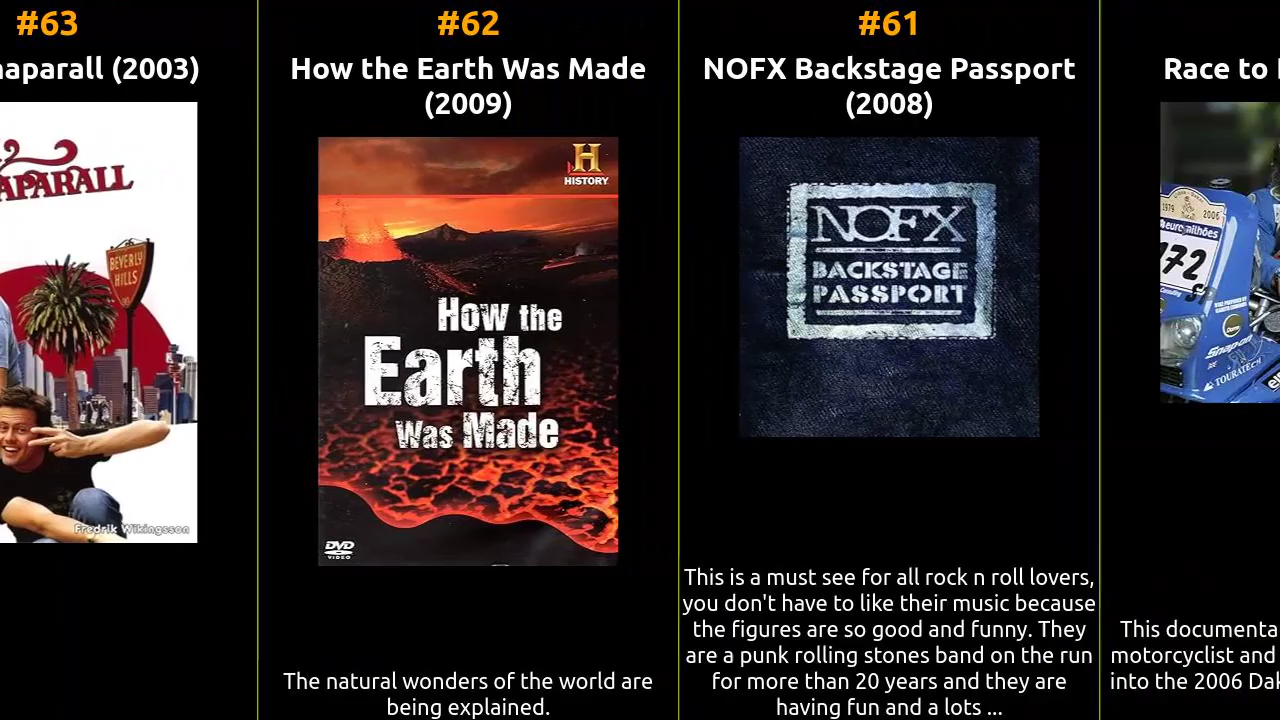 #63
naparall (2003)
APARALL
BEVERLY
HILLS
Fredrik Wikingsson
#62
How the Earth Was Made
(2009)
H
HISTORY
How the
Earth
Was Made
DVD
VIDEO
The natural wonders of the world are
being explained.
#61
NOFX Backstage Passport
(2008)
NOFX
BACKSTAGE
PASSPORT
This is a must see for all rock n roll lovers,
you don't have to like their music because
the figures are so good and funny. They
are a punk rolling stones band on the run
for more than 20 years and they are
having fun and a lots ...
Race to
1979 2006
euromilhões
172
Snap-on
TOURATECH
This documenta
motorcyclist and
into the 2006 Dak